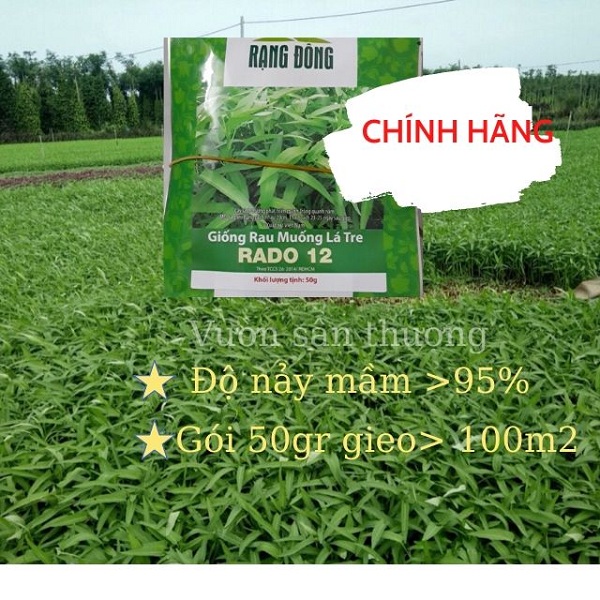 RẠNG ĐÔNG
CHÍNH HÃNG
Giống Rau Muống Lá Tre
RADO 12
Khối lượng tịnh: 50g
Vườn sân thượng
Độ nảy mầm >95%
Gói 50gr gieo> 100m2